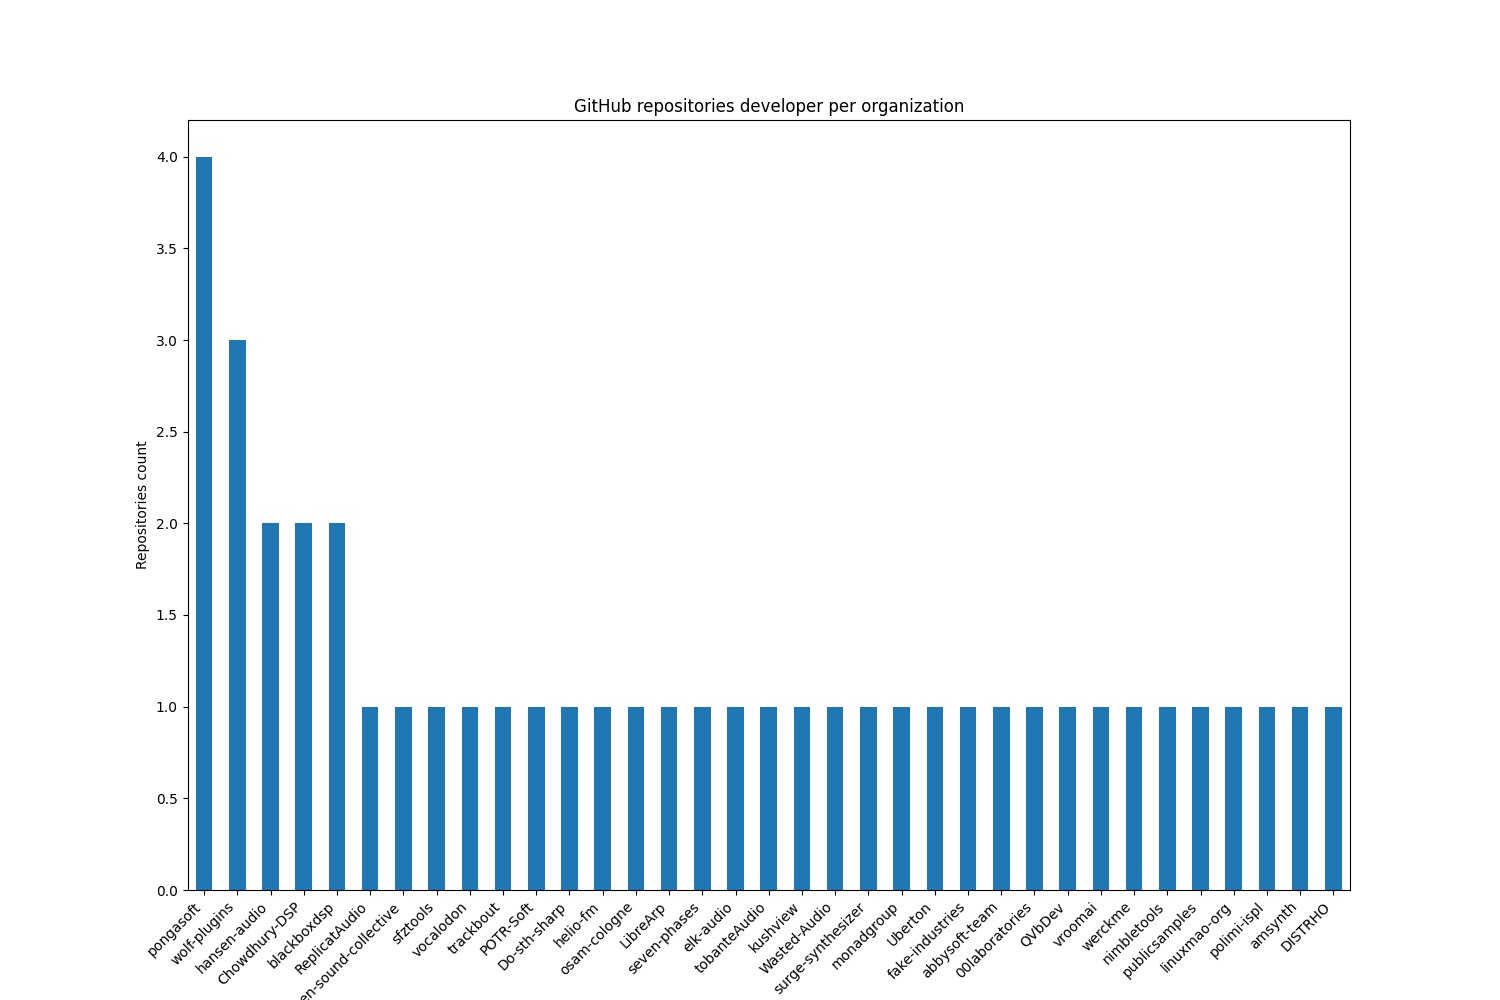 GitHub repositories developer per organization
Repositories count
4.0
3.5
3.0
2.5
2.0
1.5
1.0
0.5
0.0
pongasoft
wolf-plugins
hansen-audio
Chowdhury-DSP
blackboxdsp
ReplicatAudio
en-sound-collective
sfztools
vocalodon
trackbout
POTR-Soft
Do-sth-sharp
helio-fm
osam-cologne
LibreArp
seven-phases
elk-audio
tobanteAudio
kushview
Wasted-Audio
surge-synthesizer
monadgroup
Uberton
fake-industries
abbysoft-team
00laboratories
QVbDev
vroomai
werckme
nimbletools
publicsamples
linuxmao-org
polimi-ispl
amsynth
DISTRHO